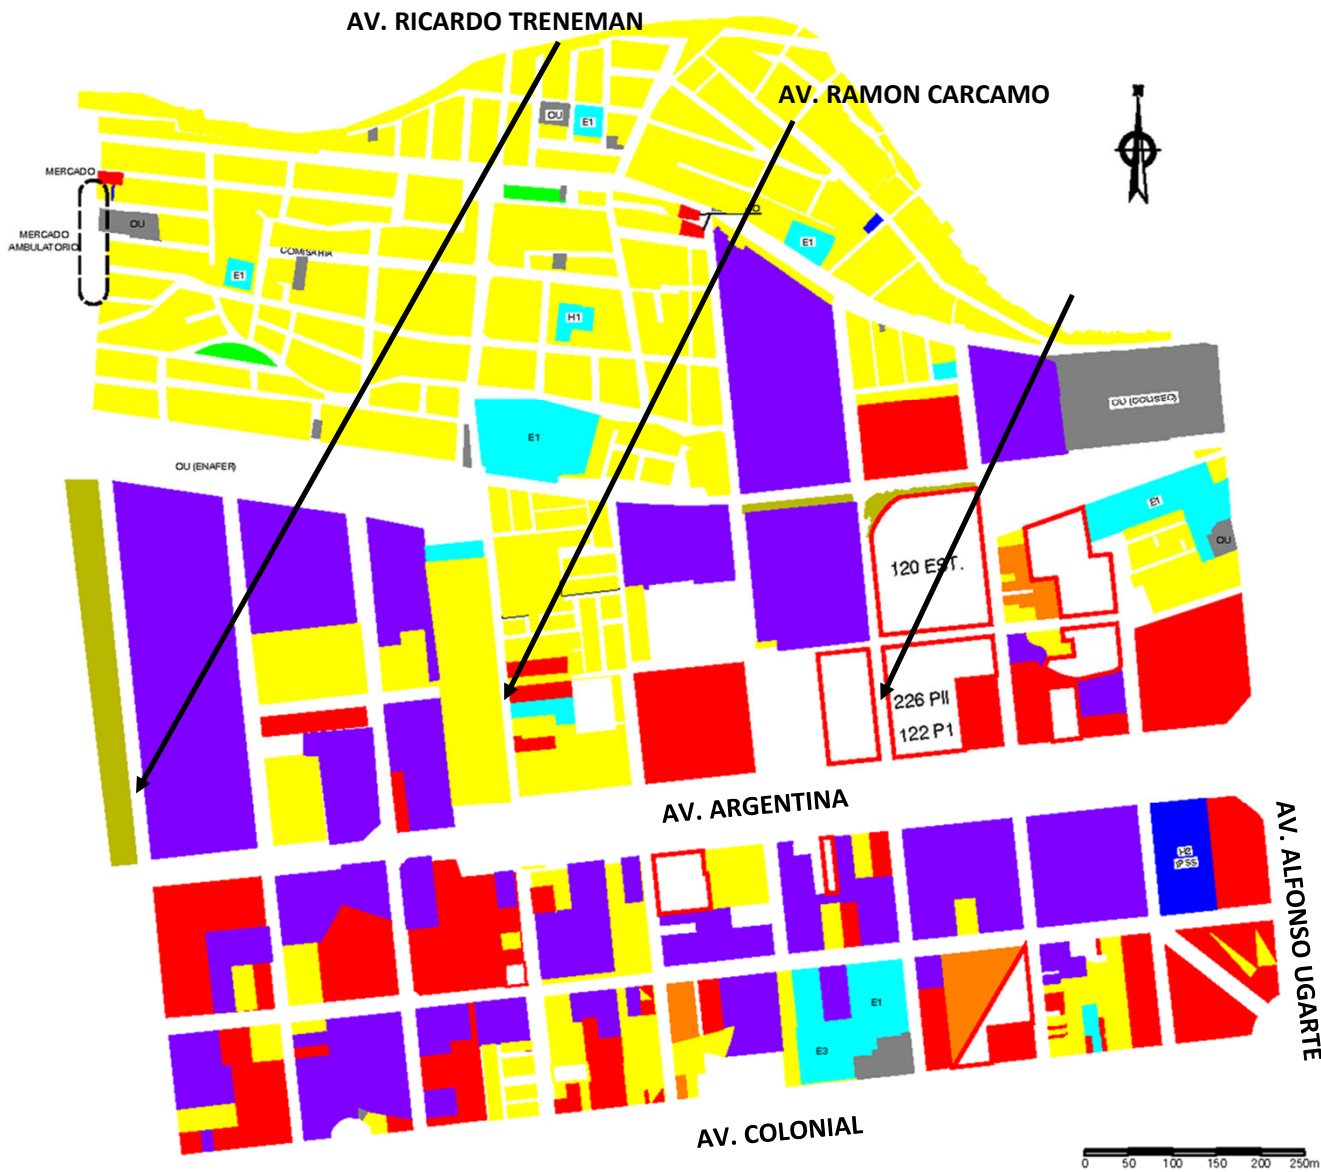 AV. RICARDO TRENEMAN
AV. RAMON CARCAMO
N
OU
E1
MERCADO
OU
MERCADO
AMBULATORIO
COMISARIA
E1
E1
H1
OU (COLISEO)
E1
OU (ENAFER)
E1
OU
120 EST.
226 PII
122 P1
AV. ARGENTINA
AV. ALFONSO UGARTE
H2
IPSS
E1
E3
AV. COLONIAL
0 50 100 150 200 250m